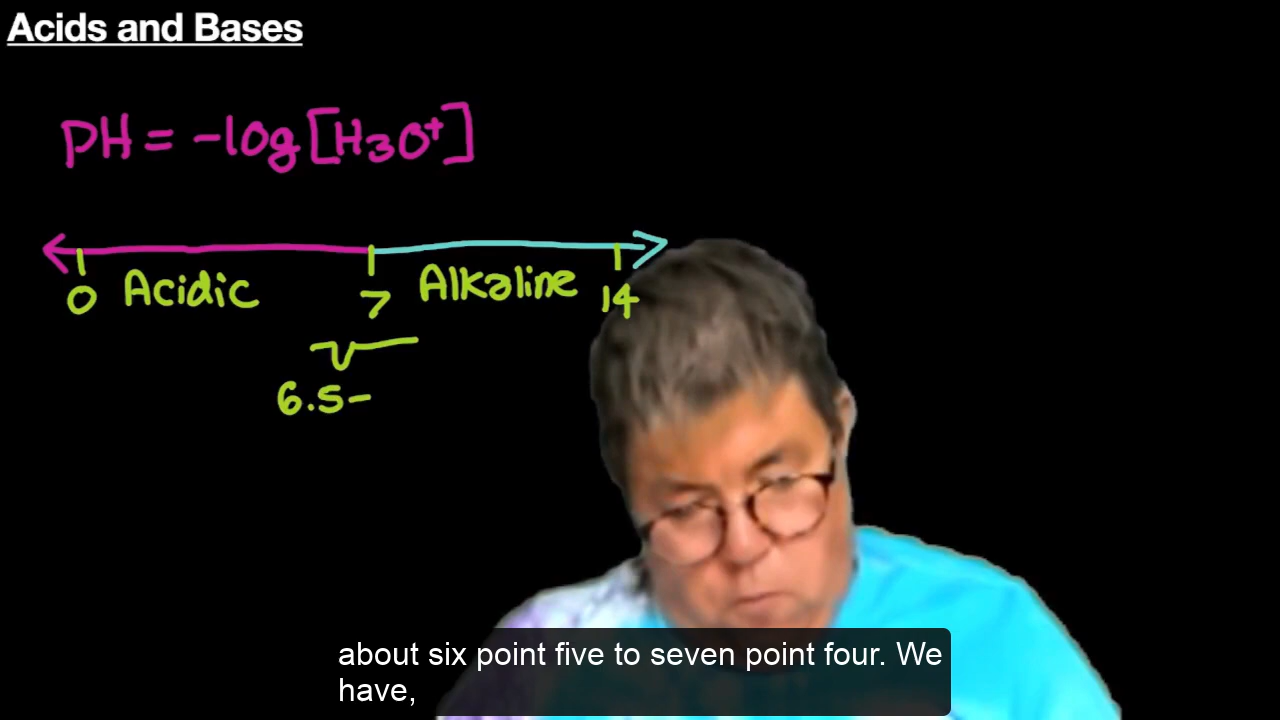 Acids and Bases
pH = -log[H3O+]
0 Acidic 7 Alkaline 14
6.5-
about six point five to seven point four. We
have,